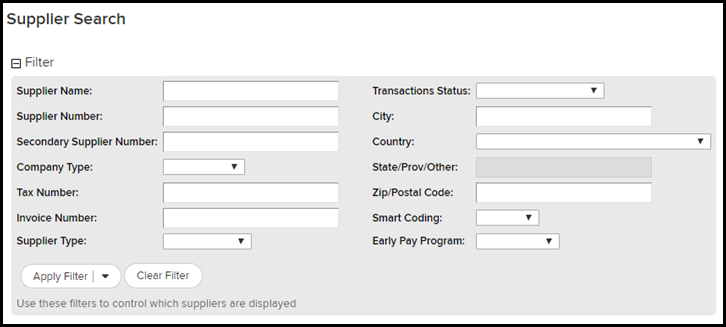 Supplier Search
Filter
Supplier Name:
Transactions Status:
Supplier Number:
City:
Secondary Supplier Number:
Country:
Company Type:
State/Prov/Other:
Tax Number:
Zip/Postal Code:
Invoice Number:
Smart Coding:
Supplier Type:
Early Pay Program:
Apply Filter
Clear Filter
Use these filters to control which suppliers are displayed